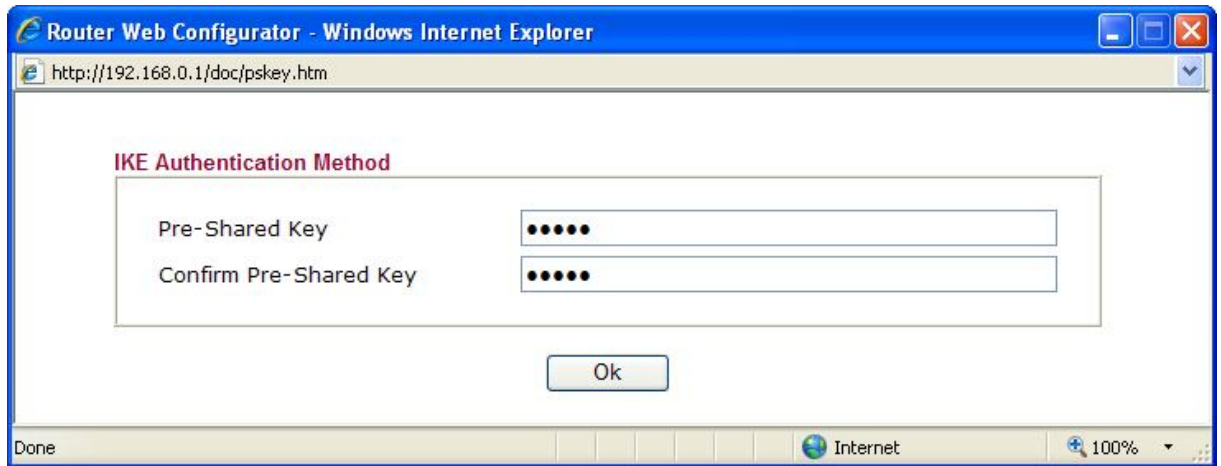 Router Web Configurator - Windows Internet Explorer
http://192.168.0.1/doc/pskey.htm
IKE Authentication Method
Pre-Shared Key •••••
Confirm Pre-Shared Key •••••
Ok
Done Internet 100%